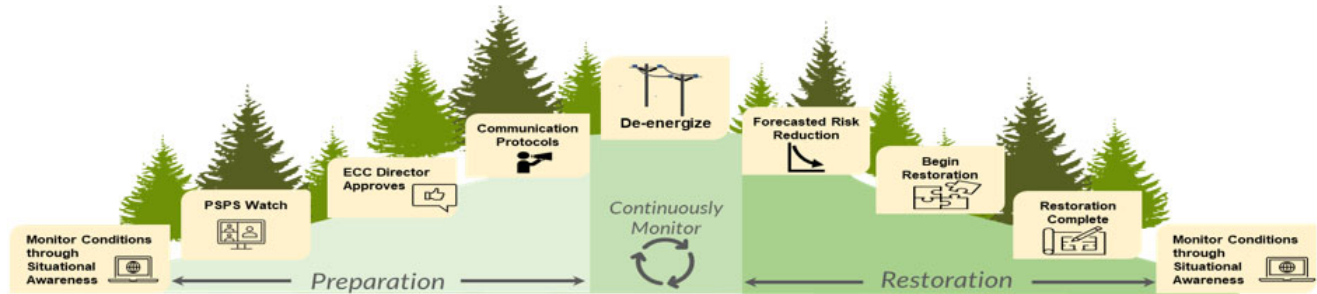 Monitor Conditions
through
Situational
Awareness
PSPS Watch
ECC Director
Approves
Communication
Protocols
De-energize
Forecasted Risk
Reduction
Begin
Restoration
Restoration
Complete
Monitor Conditions
through
Situational
Awareness
Preparation
Continuously
Monitor
Restoration